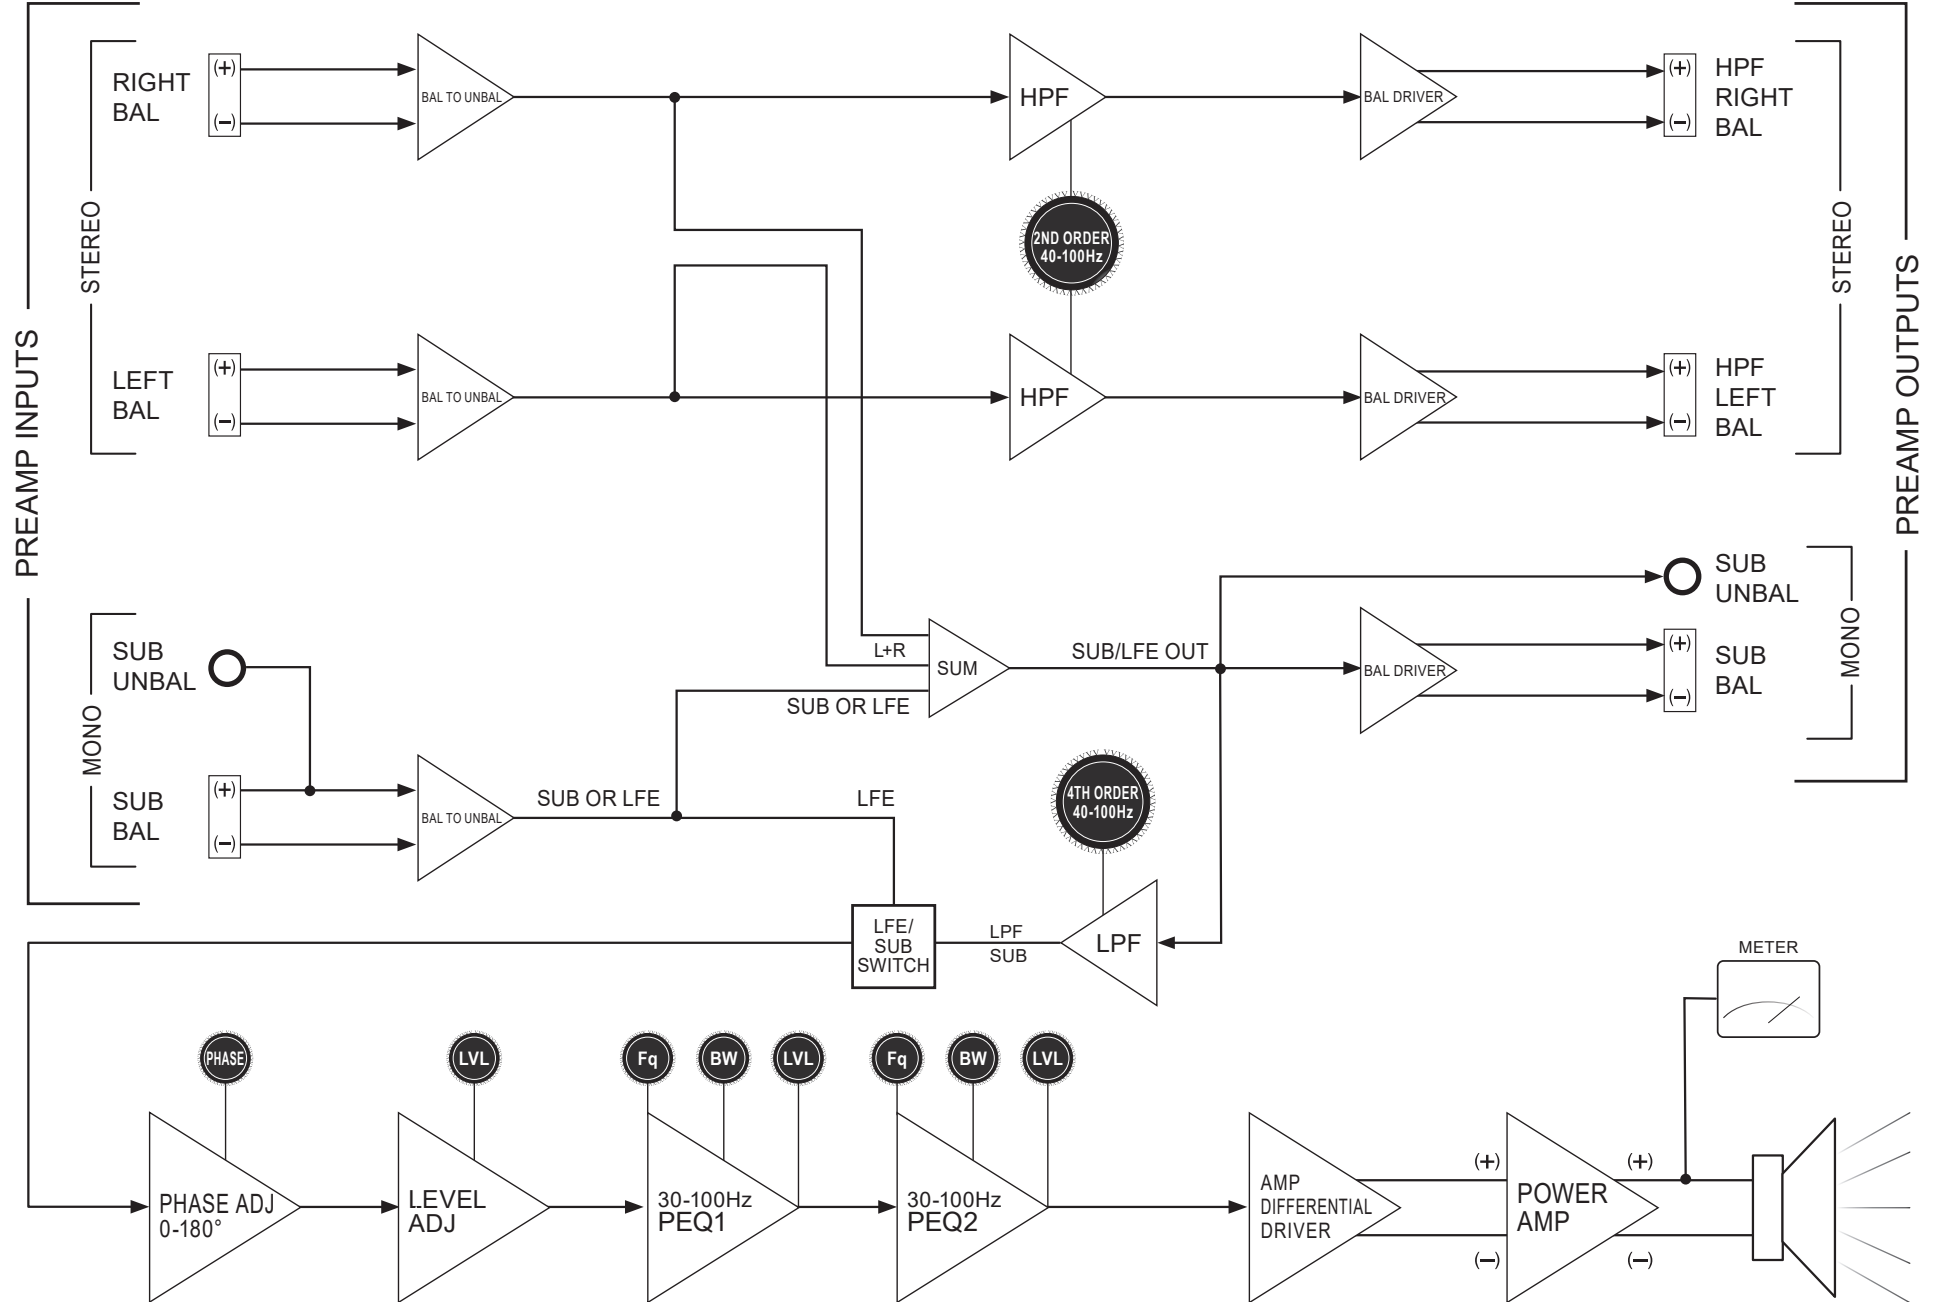 PREAMP INPUTS
STEREO
RIGHT
BAL
(+)
(−)
BAL TO UNBAL
HPF
BAL DRIVER
(+)
(−)
HPF
RIGHT
BAL
2ND ORDER
40-100Hz
STEREO
PREAMP OUTPUTS
LEFT
BAL
(+)
(−)
BAL TO UNBAL
HPF
BAL DRIVER
(+)
(−)
HPF
LEFT
BAL
MONO
SUB
UNBAL
SUB
BAL
(+)
(−)
BAL TO UNBAL
SUB OR LFE
LFE
L+R
SUB OR LFE
SUM
SUB/LFE OUT
BAL DRIVER
SUB
UNBAL
(+)
(−)
SUB
BAL
MONO
4TH ORDER
40-100Hz
LPF
LPF
SUB
LFE/
SUB
SWITCH
METER
PHASE
LVL
Fq
BW
LVL
Fq
BW
LVL
PHASE ADJ
0-180°
LEVEL
ADJ
30-100Hz
PEQ1
30-100Hz
PEQ2
AMP
DIFFERENTIAL
DRIVER
(+)
(−)
POWER
AMP
(+)
(−)